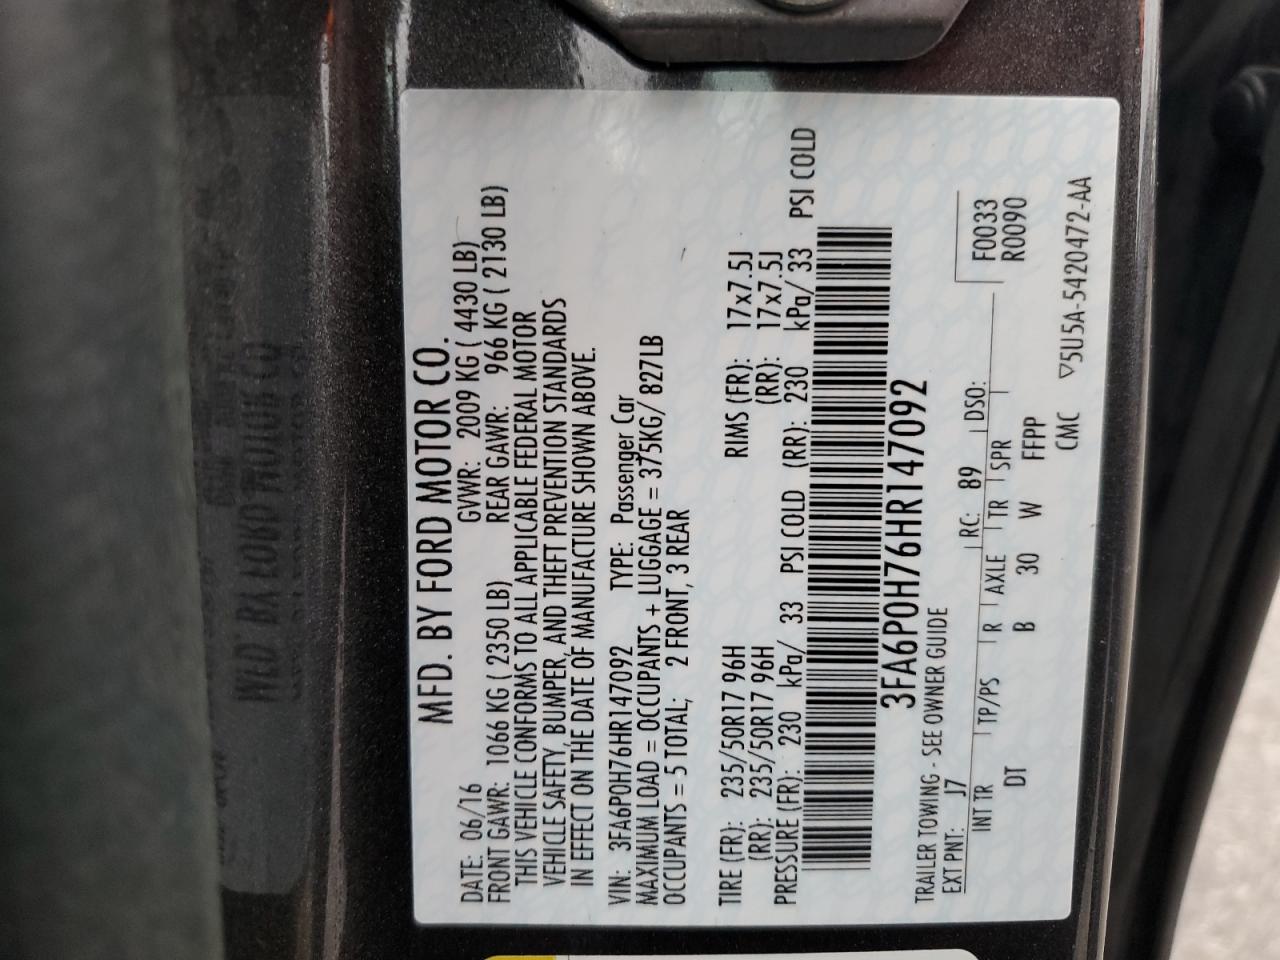 MFD. BY FORD MOTOR CO.
DATE: 06/16 GVWR: 2009 KG ( 4430 LB)
FRONT GAWR: 1066 KG ( 2350 LB) REAR GAWR: 966 KG ( 2130 LB)
THIS VEHICLE CONFORMS TO ALL APPLICABLE FEDERAL MOTOR
VEHICLE SAFETY, BUMPER, AND THEFT PREVENTION STANDARDS
IN EFFECT ON THE DATE OF MANUFACTURE SHOWN ABOVE.
VIN: 3FA6P0H76HR147092 TYPE: Passenger Car
MAXIMUM LOAD = OCCUPANTS + LUGGAGE = 375KG/ 827LB
OCCUPANTS = 5 TOTAL; 2 FRONT, 3 REAR
TIRE (FR): 235/50R17 96H RIMS (FR): 17x7.5J
(RR): 235/50R17 96H (RR): 17x7.5J
PRESSURE (FR): 230 kPa/ 33 PSI COLD (RR): 230 kPa/ 33 PSI COLD
3FA6P0H76HR147092
TRAILER TOWING - SEE OWNER GUIDE
EXT PNT: J7 RC: 89 DSO: F0033
INT TR TP/PS R AXLE TR SPR R0090
DT B 30 W FFPP
CMC ▽5U5A-5420472-AA